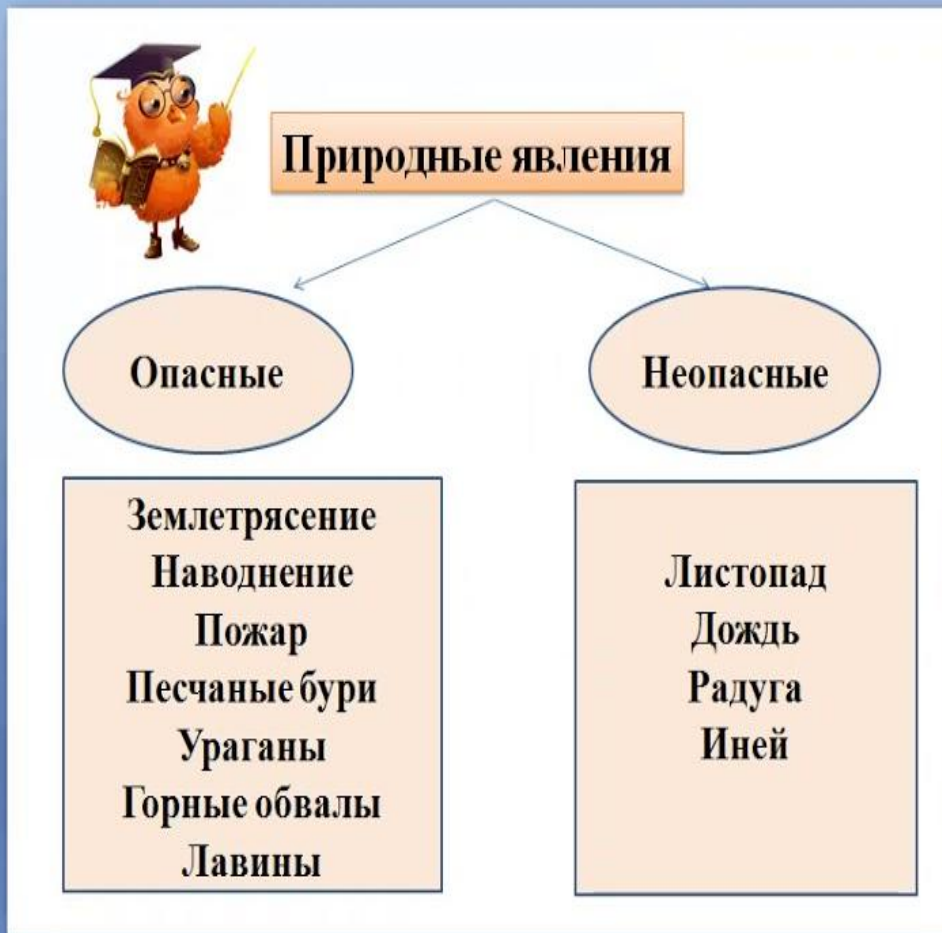 Природные явления
Опасные
Неопасные
Землетрясение
Наводнение
Пожар
Песчаные бури
Ураганы
Горные обвалы
Лавины
Листопад
Дождь
Радуга
Иней